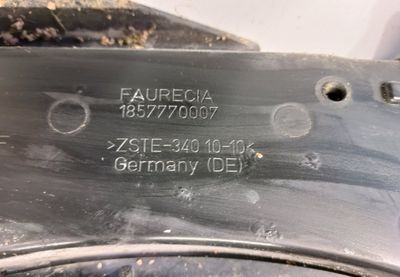 FAURECIA
1857770007
>ZSTE-340 10-10<
Germany (DE)